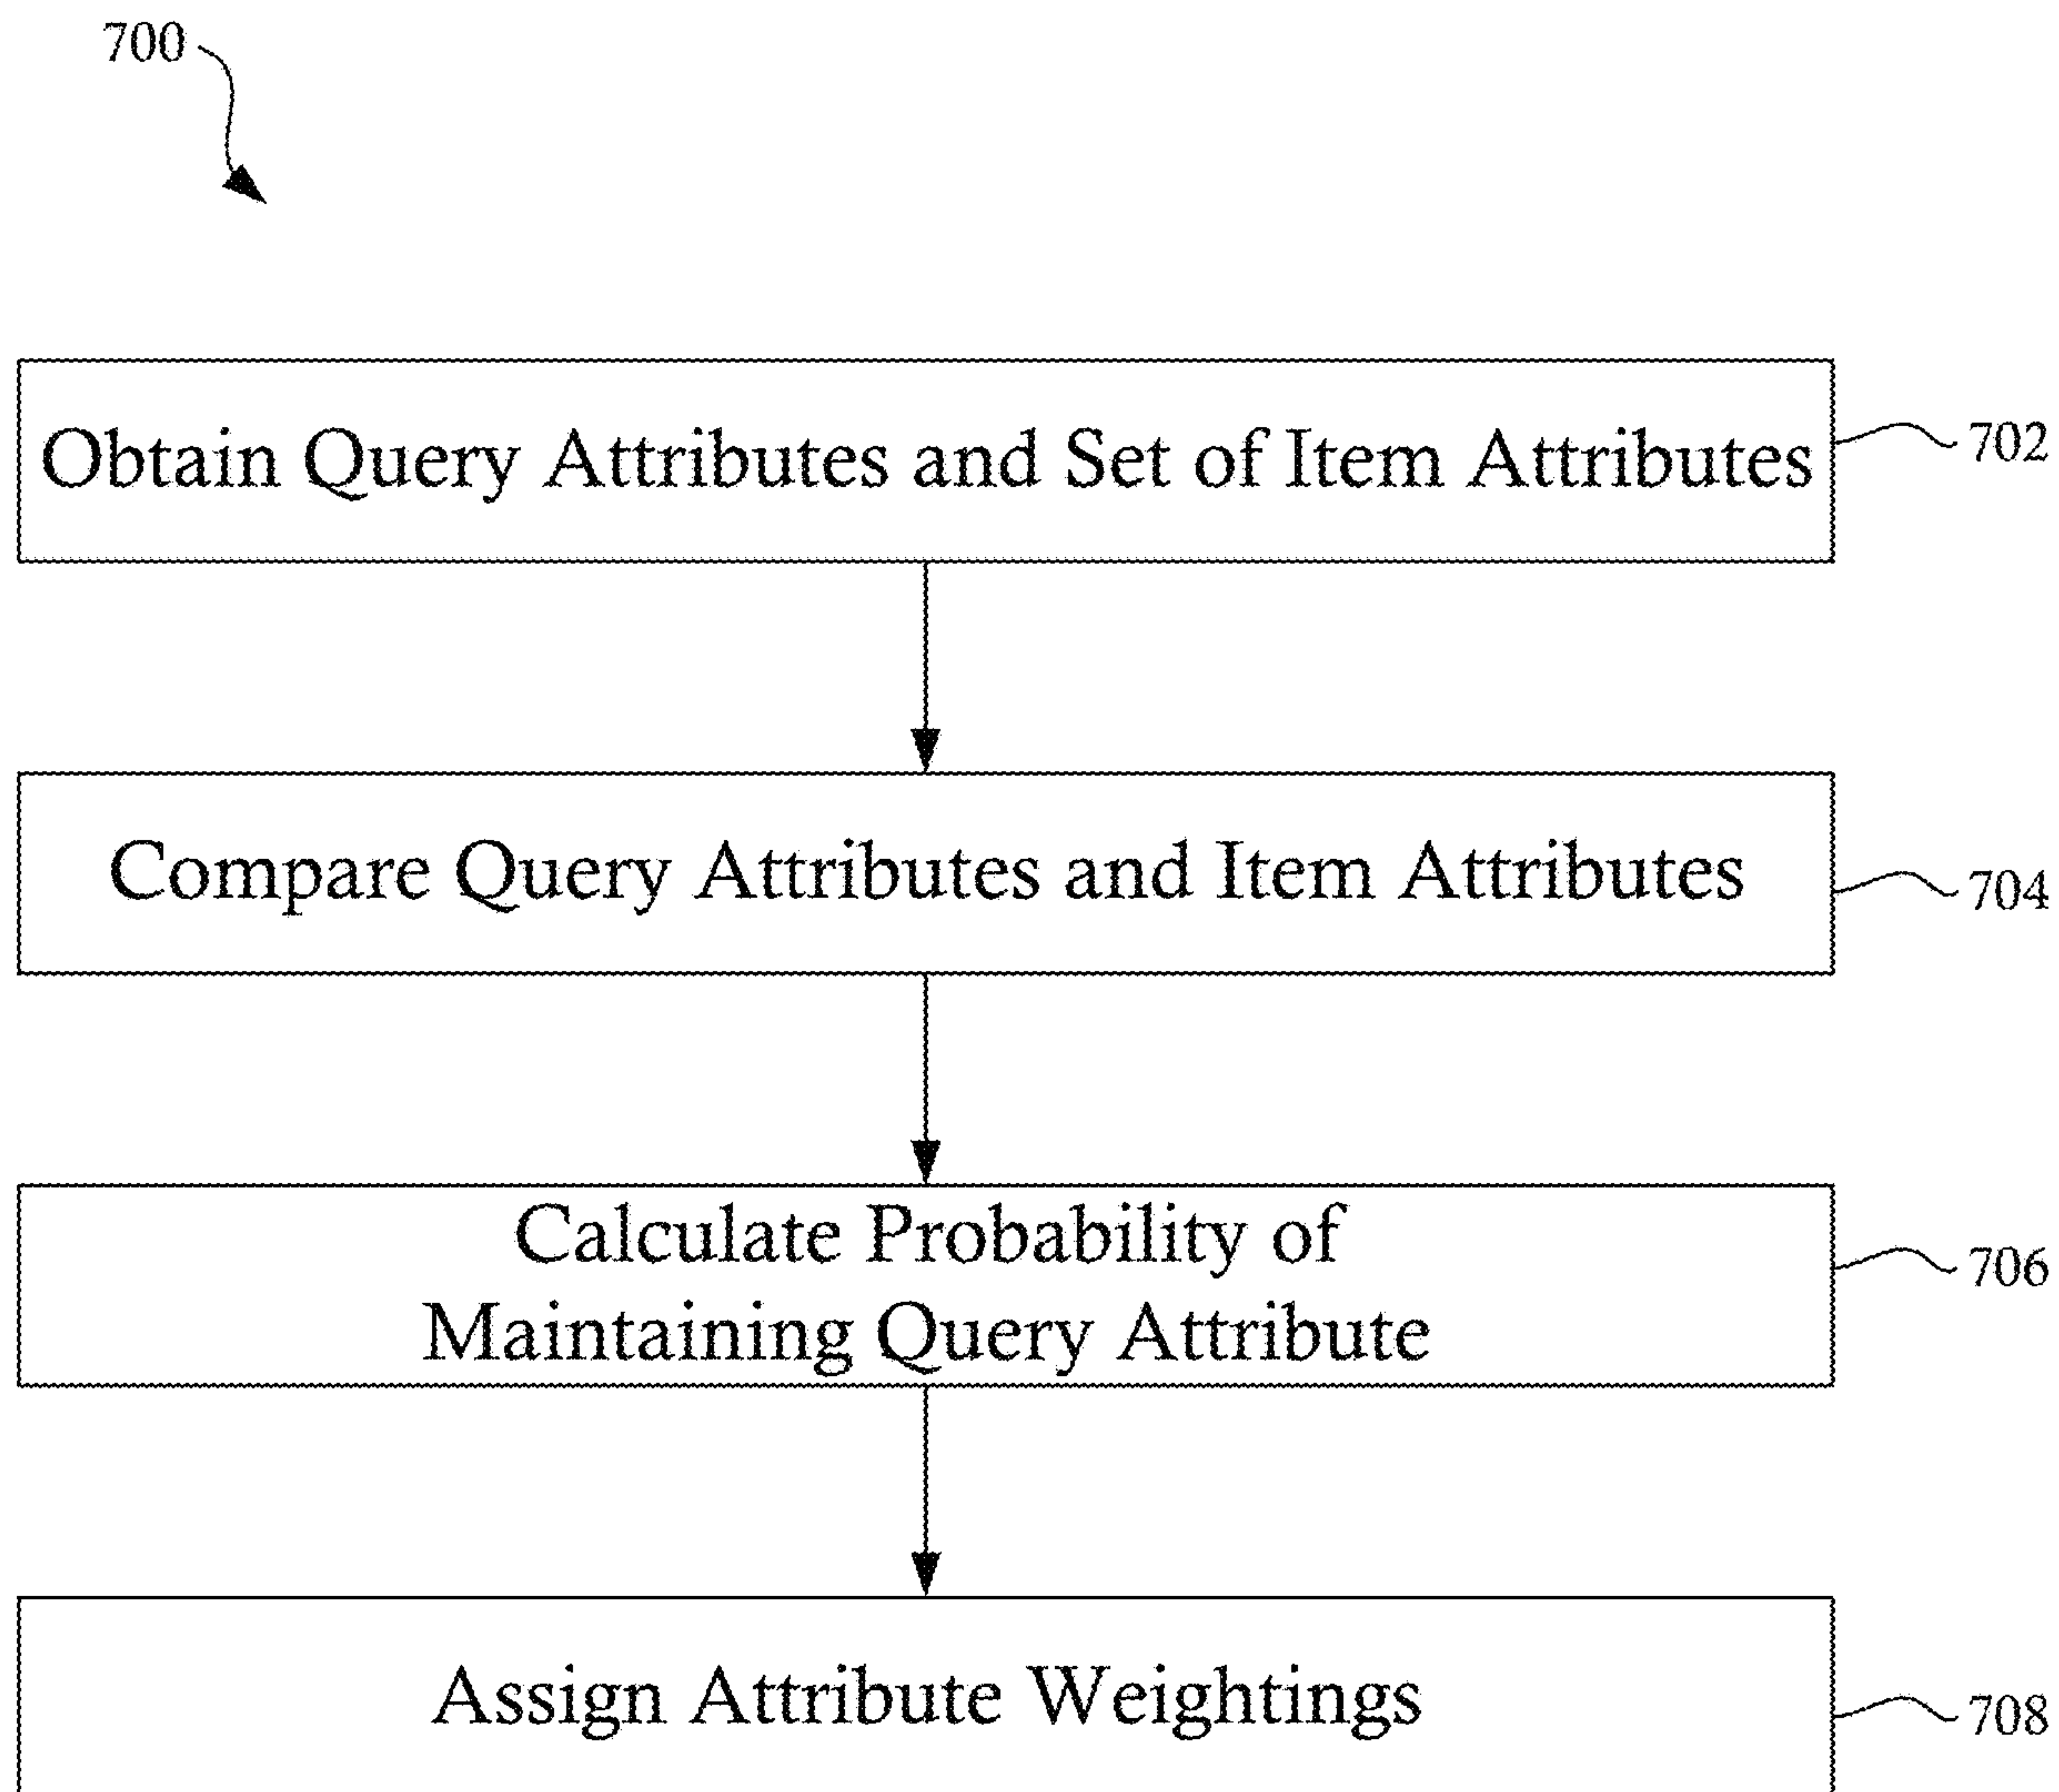 700
Obtain Query Attributes and Set of Item Attributes
702
Compare Query Attributes and Item Attributes
704
Calculate Probability of
Maintaining Query Attribute
706
Assign Attribute Weightings
708